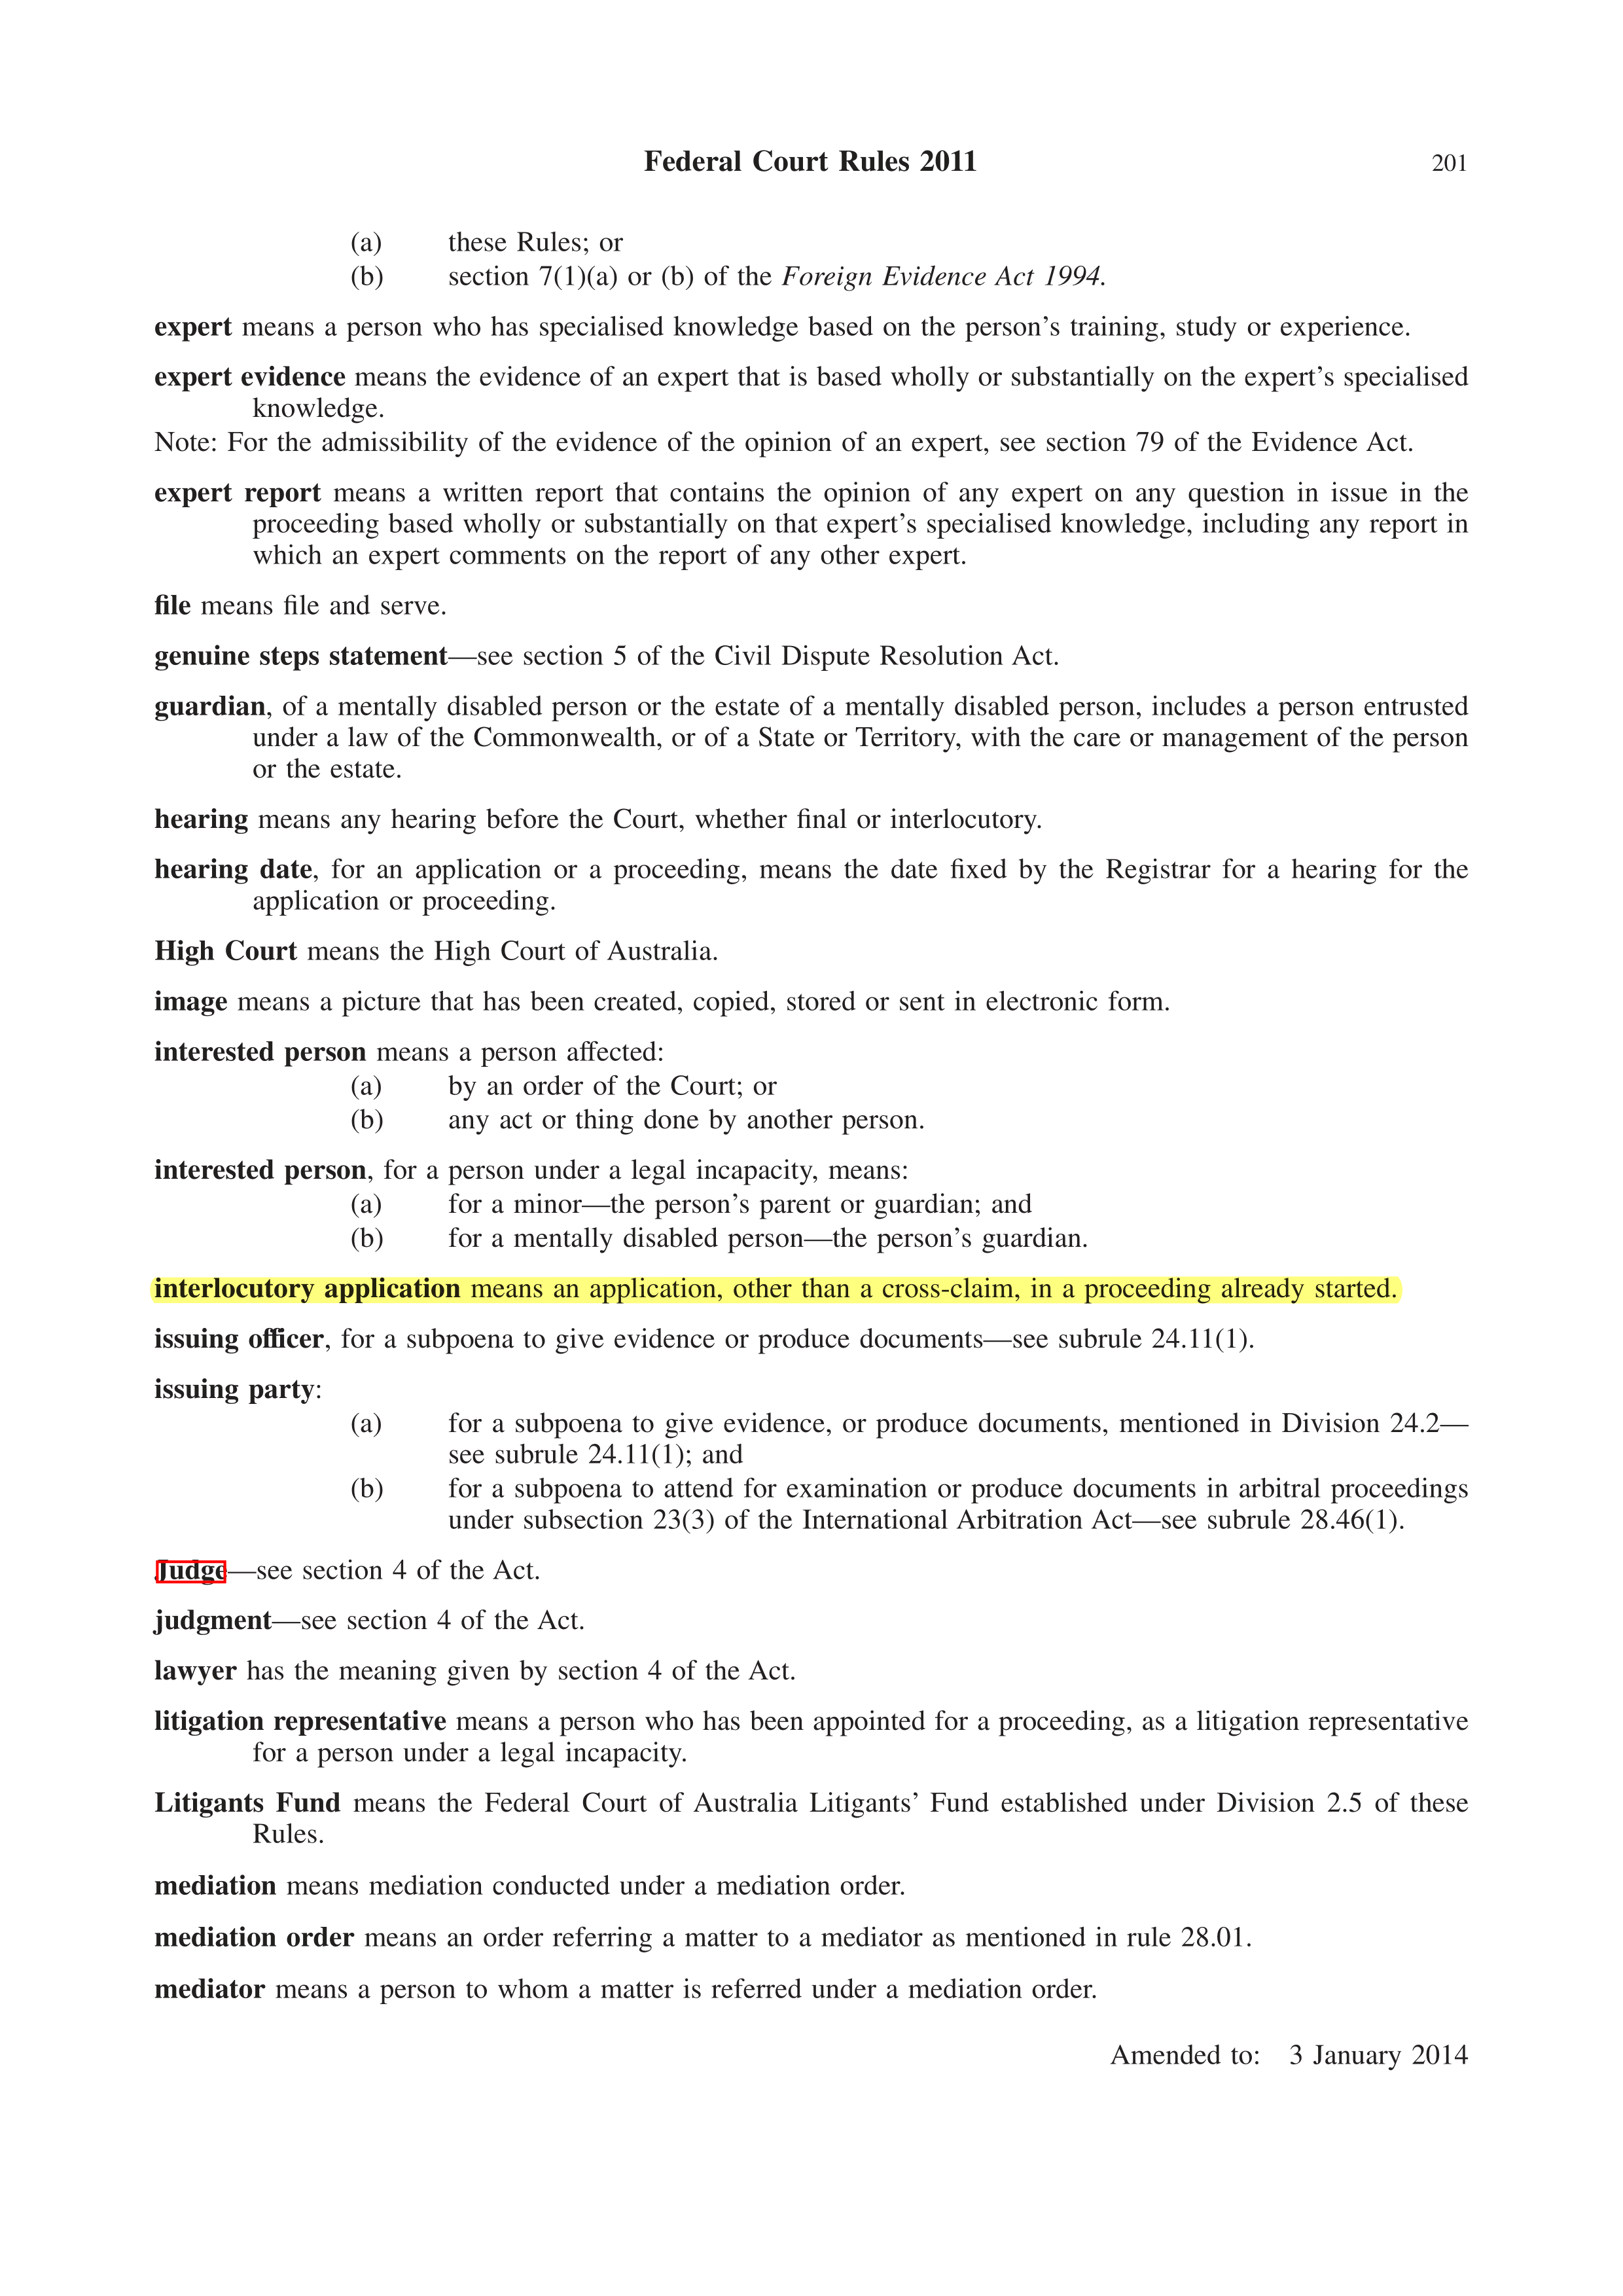 Federal Court Rules 2011
201
(a) these Rules; or
(b) section 7(1)(a) or (b) of the Foreign Evidence Act 1994.
expert means a person who has specialised knowledge based on the person's training, study or experience.
expert evidence means the evidence of an expert that is based wholly or substantially on the expert's specialised
knowledge.
Note: For the admissibility of the evidence of the opinion of an expert, see section 79 of the Evidence Act.
expert report means a written report that contains the opinion of any expert on any question in issue in the
proceeding based wholly or substantially on that expert's specialised knowledge, including any report in
which an expert comments on the report of any other expert.
file means file and serve.
genuine steps statement—see section 5 of the Civil Dispute Resolution Act.
guardian, of a mentally disabled person or the estate of a mentally disabled person, includes a person entrusted
under a law of the Commonwealth, or of a State or Territory, with the care or management of the person
or the estate.
hearing means any hearing before the Court, whether final or interlocutory.
hearing date, for an application or a proceeding, means the date fixed by the Registrar for a hearing for the
application or proceeding.
High Court means the High Court of Australia.
image means a picture that has been created, copied, stored or sent in electronic form.
interested person means a person affected:
(a) by an order of the Court; or
(b) any act or thing done by another person.
interested person, for a person under a legal incapacity, means:
(a) for a minor—the person's parent or guardian; and
(b) for a mentally disabled person—the person's guardian.
interlocutory application means an application, other than a cross-claim, in a proceeding already started.
issuing officer, for a subpoena to give evidence or produce documents—see subrule 24.11(1).
issuing party:
(a) for a subpoena to give evidence, or produce documents, mentioned in Division 24.2—
see subrule 24.11(1); and
(b) for a subpoena to attend for examination or produce documents in arbitral proceedings
under subsection 23(3) of the International Arbitration Act—see subrule 28.46(1).
Judge—see section 4 of the Act.
judgment—see section 4 of the Act.
lawyer has the meaning given by section 4 of the Act.
litigation representative means a person who has been appointed for a proceeding, as a litigation representative
for a person under a legal incapacity.
Litigants Fund means the Federal Court of Australia Litigants' Fund established under Division 2.5 of these
Rules.
mediation means mediation conducted under a mediation order.
mediation order means an order referring a matter to a mediator as mentioned in rule 28.01.
mediator means a person to whom a matter is referred under a mediation order.
Amended to: 3 January 2014